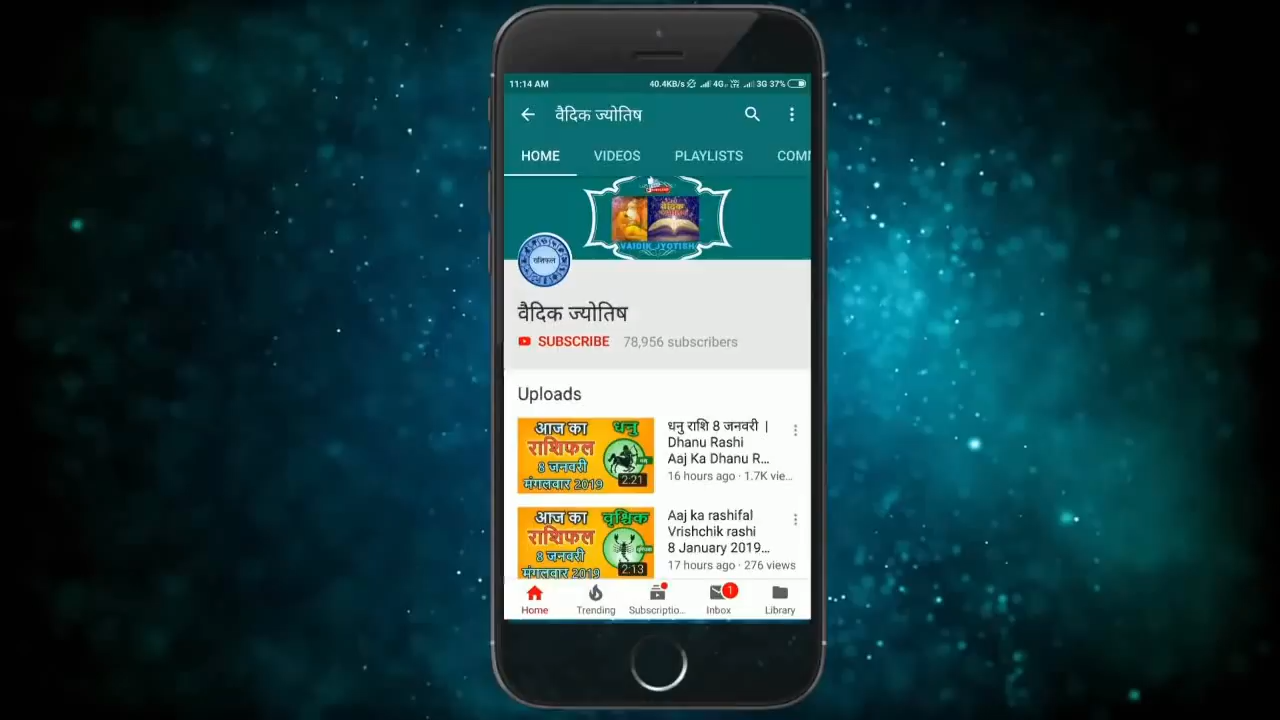 11:14 AM
40.4KB/s 4G VoLTE 3G 37%
वैदिक ज्योतिष
HOME VIDEOS PLAYLISTS COMM
वैदिक
VAIDIK JYOTISH
राशिफल
वैदिक ज्योतिष
SUBSCRIBE 78,956 subscribers
Uploads
आज का धनु
राशिफल
8 जनवरी
मंगलवार 2019
2:21
धनु राशि 8 जनवरी |
Dhanu Rashi
Aaj Ka Dhanu R...
16 hours ago · 1.7K vie...
आज का वृश्चिक
राशिफल
8 जनवरी
मंगलवार 2019
2:13
Aaj ka rashifal
Vrishchik rashi
8 January 2019...
17 hours ago · 276 views
1
Home Trending Subscriptio... Inbox Library